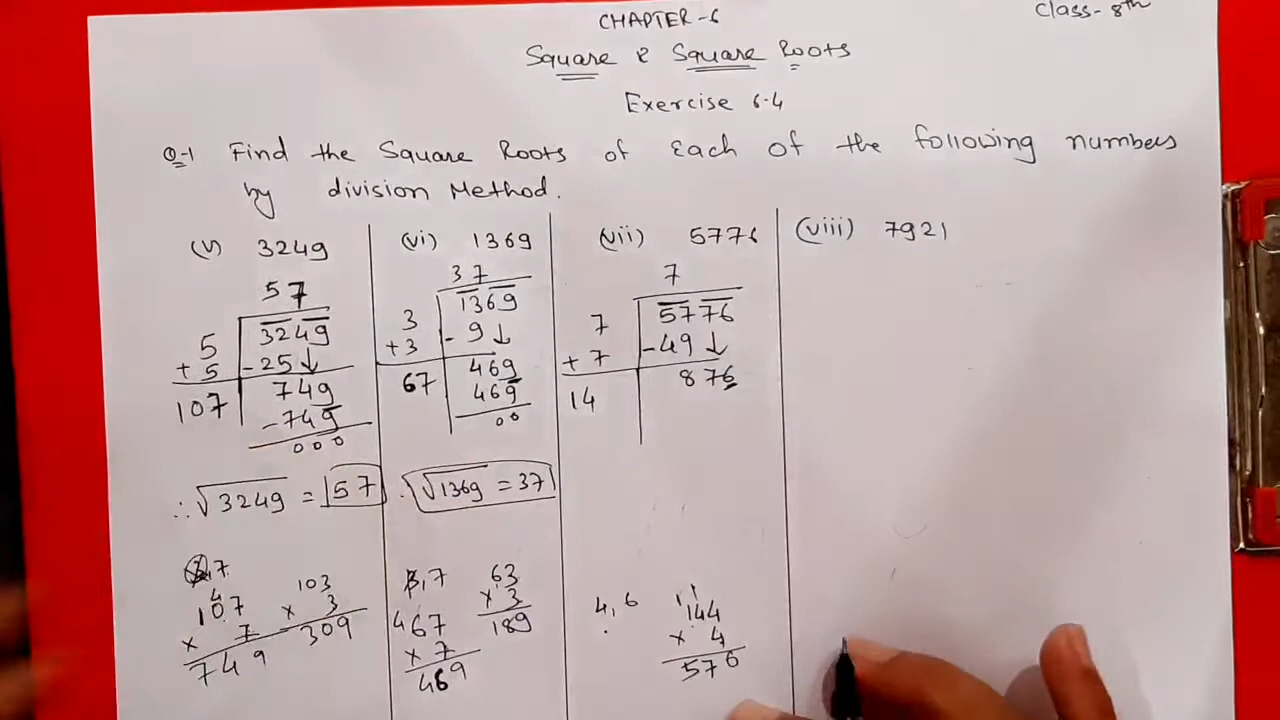 CHAPTER-6
Class-8th
Square & Square Roots
Exercise 6.4
Q-1 Find the Square Roots of Each of the following numbers
by division Method.
(v) 3249
57
5 3249
+5 -25↓
107 749
-749
000
∴ √3249 = 57
107
× 7
749
103
× 3
309
(vi) 1369
37
3 1369
+3 -9↓
67 469
469
00
∴ √1369 = 37
3,7
467
× 7
469
63
× 3
189
(vii) 5776
7
7 5776
+7 -49↓
14 876
4,6
11
144
× 4
576
(viii) 7921